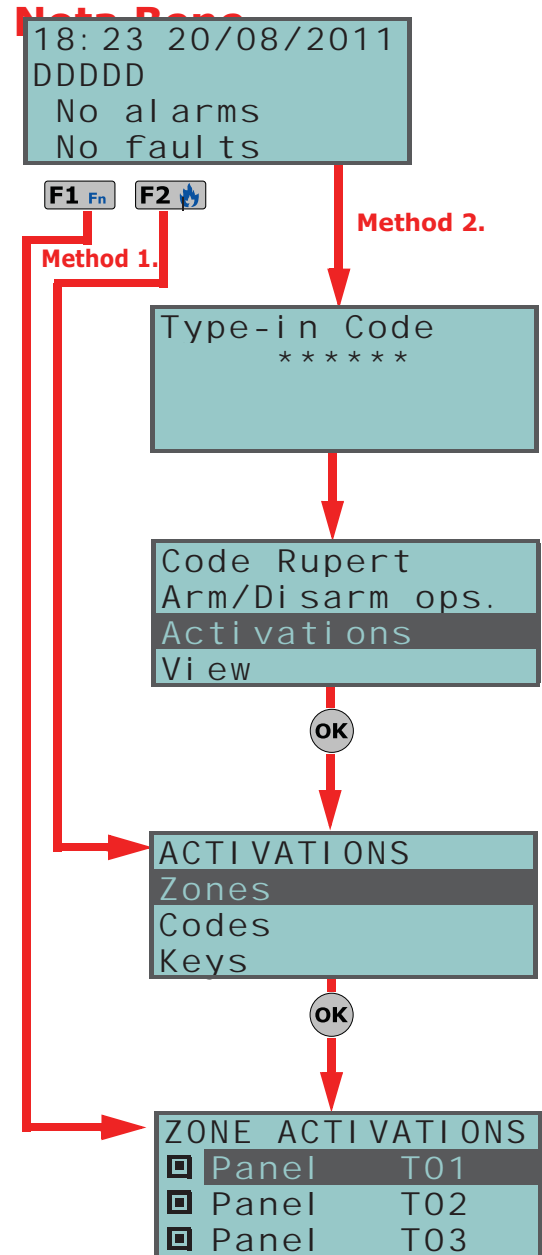 Nota Bene
18:23 20/08/2011
DDDDD
No alarms
No faults
F1 Fn F2
Method 2.
Method 1.
Type-in Code
******
Code Rupert
Arm/Disarm ops.
Activations
View
OK
ACTIVATIONS
Zones
Codes
Keys
OK
ZONE ACTIVATIONS
Panel T01
Panel T02
Panel T03